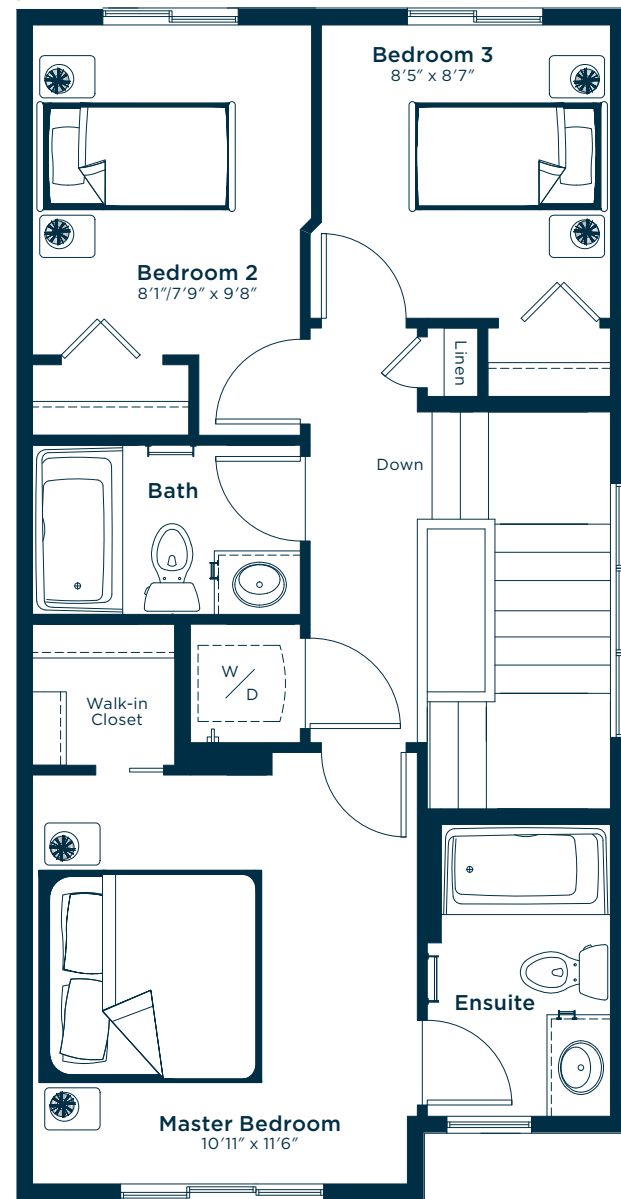 Bedroom 3
8'5" x 8'7"
Bedroom 2
8'1"/7'9" x 9'8"
Linen
Down
Bath
W/D
Walk-in
Closet
Ensuite
Master Bedroom
10'11" x 11'6"